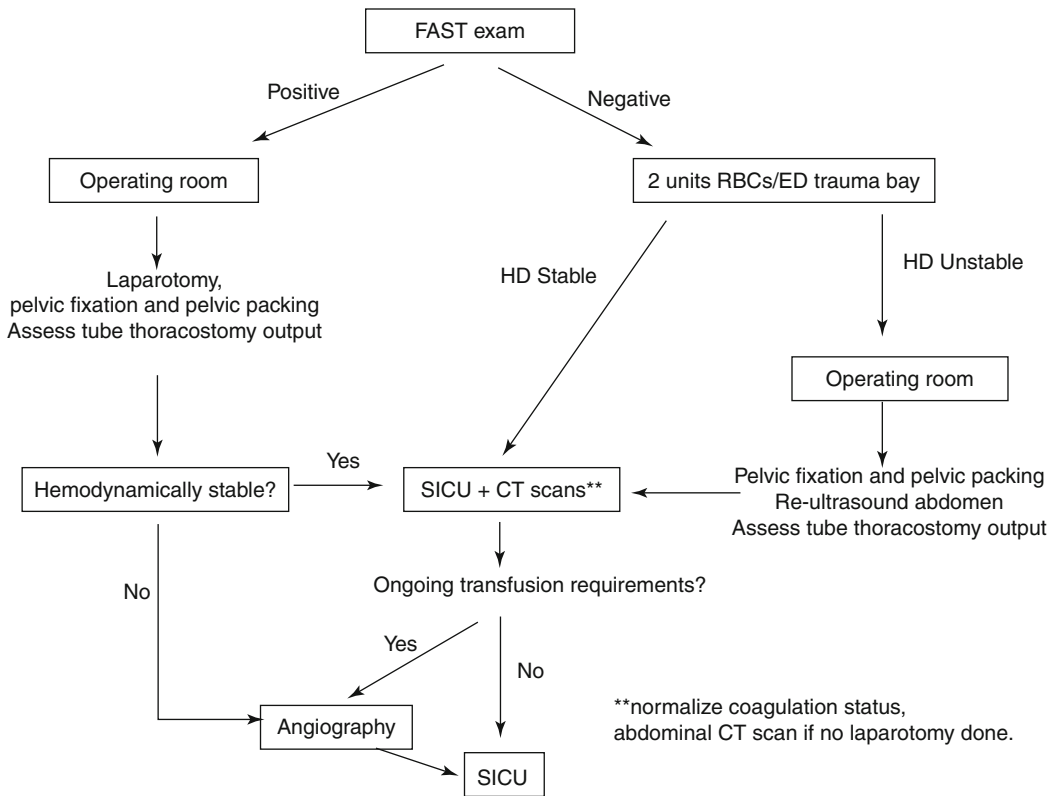 FAST exam
Positive
Negative
Operating room
2 units RBCs/ED trauma bay
Laparotomy,
pelvic fixation and pelvic packing
Assess tube thoracostomy output
HD Stable
HD Unstable
Operating room
Hemodynamically stable?
Yes
SICU + CT scans**
Pelvic fixation and pelvic packing
Re-ultrasound abdomen
Assess tube thoracostomy output
No
Ongoing transfusion requirements?
Yes
No
Angiography
SICU
**normalize coagulation status,
abdominal CT scan if no laparotomy done.